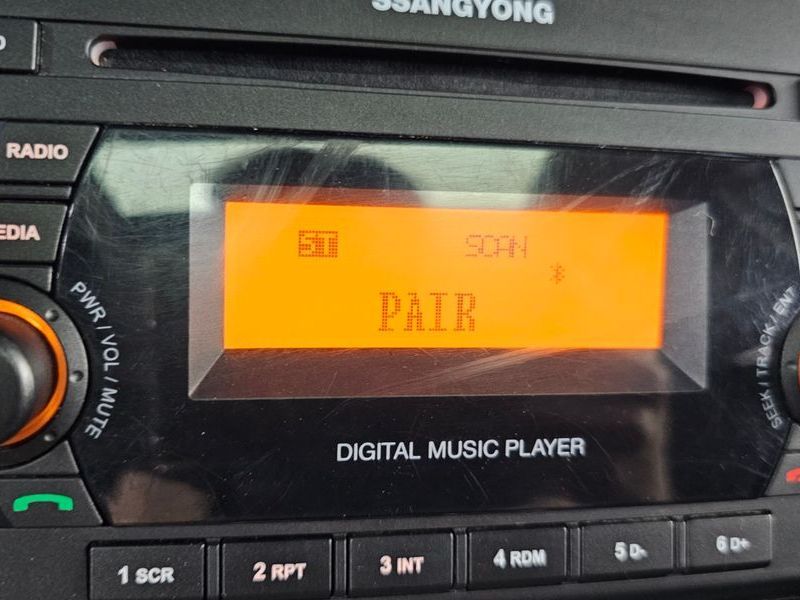 SSANGYONG
RADIO
EDIA
PWR / VOL / MUTE
ST
SCAN
PAIR
SEEK / TRACK / ENT
DIGITAL MUSIC PLAYER
1 SCR
2 RPT
3 INT
4 RDM
5 D-
6 D+